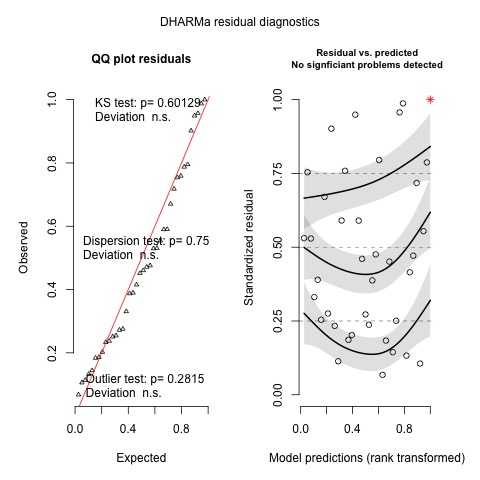 DHARMa residual diagnostics
QQ plot residuals
KS test: p= 0.60129
Deviation n.s.
Dispersion test: p= 0.75
Deviation n.s.
Outlier test: p= 0.2815
Deviation n.s.
Observed
0.2
0.4
0.6
0.8
1.0
0.0
0.4
0.8
Expected
Residual vs. predicted
No signficiant problems detected
Standardized residual
0.00
0.25
0.50
0.75
1.00
0.0
0.4
0.8
Model predictions (rank transformed)